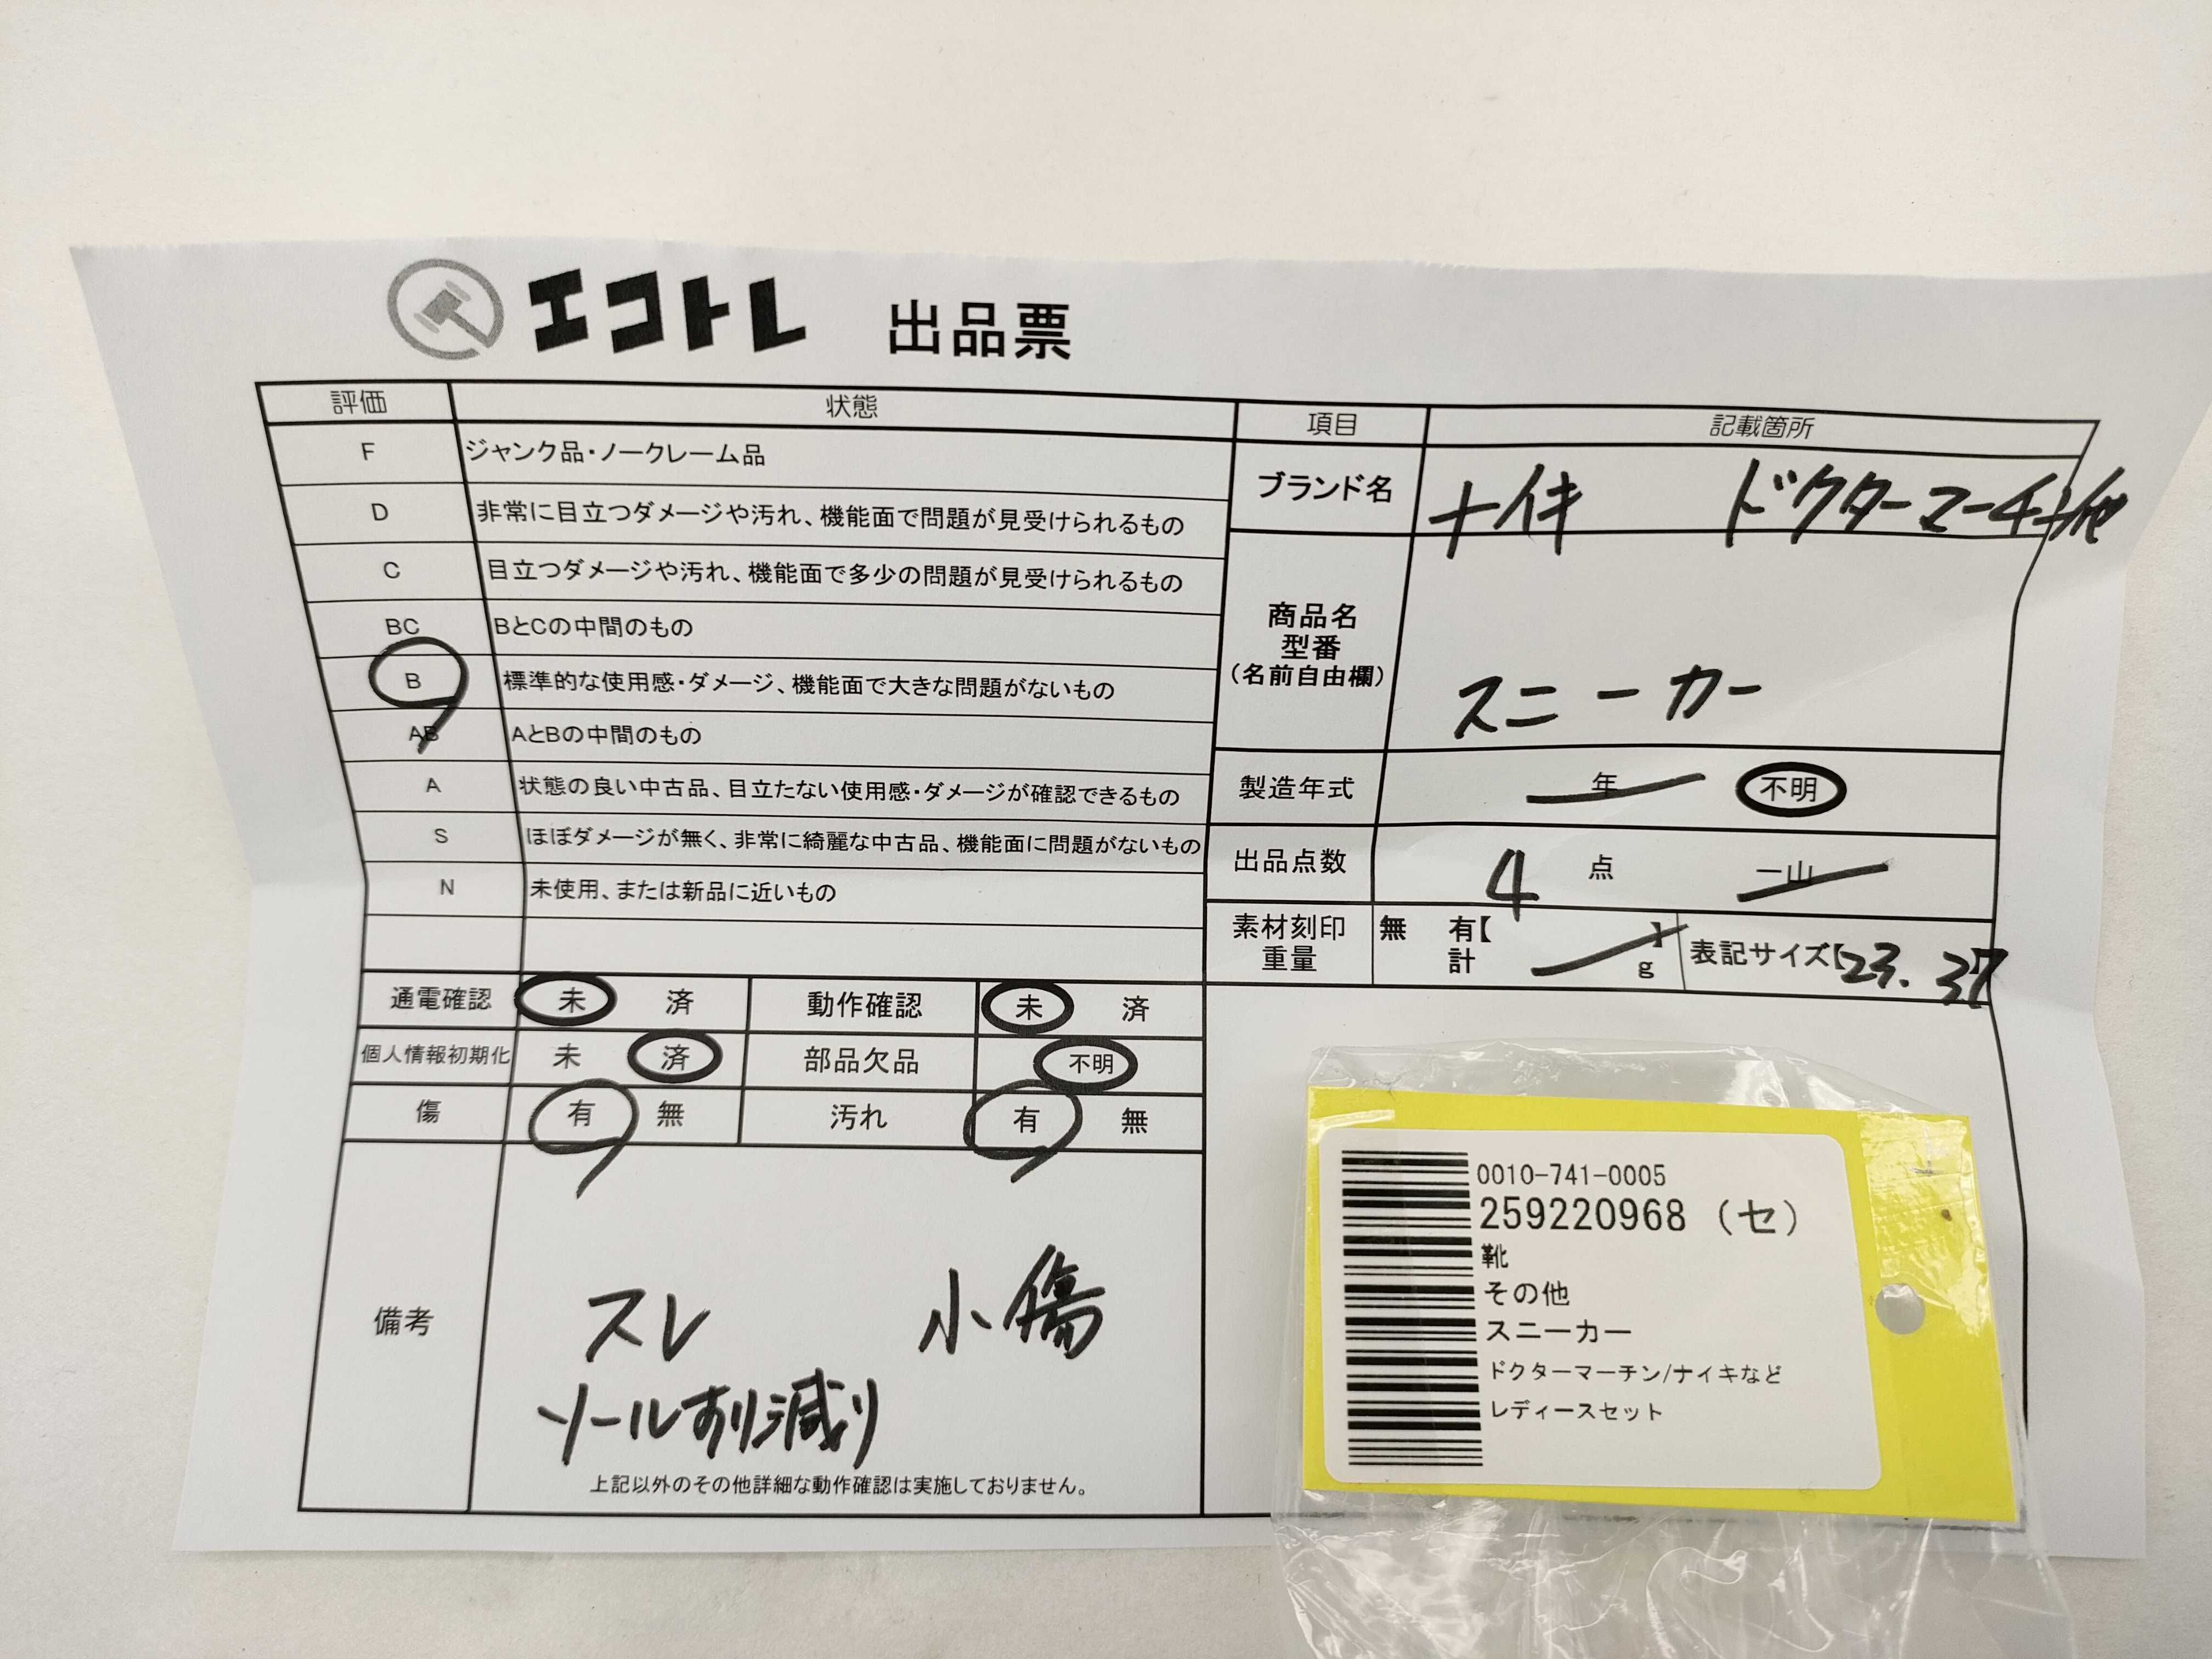 エコトレ 出品票
評価 状態
F ジャンク品・ノークレーム品
D 非常に目立つダメージや汚れ、機能面で問題が見受けられるもの
C 目立つダメージや汚れ、機能面で多少の問題が見受けられるもの
BC BとCの中間のもの
B 標準的な使用感・ダメージ、機能面で大きな問題がないもの
AB AとBの中間のもの
A 状態の良い中古品、目立たない使用感・ダメージが確認できるもの
S ほぼダメージが無く、非常に綺麗な中古品、機能面に問題がないもの
N 未使用、または新品に近いもの
項目 記載箇所
ブランド名 ナイキ ドクターマーチン他
商品名
型番
(名前自由欄)
スニーカー
製造年式 年 不明
出品点数 4 点 一山
素材刻印 無 有【 】
重量 計 g
表記サイズ【23. 37
通電確認 未 済 動作確認 未 済
個人情報初期化 未 済 部品欠品 不明
傷 有 無 汚れ 有 無
備考
スレ 小傷
ソールすり減り
上記以外のその他詳細な動作確認は実施しておりません。
0010-741-0005
259220968 (セ)
靴
その他
スニーカー
ドクターマーチン/ナイキなど
レディースセット